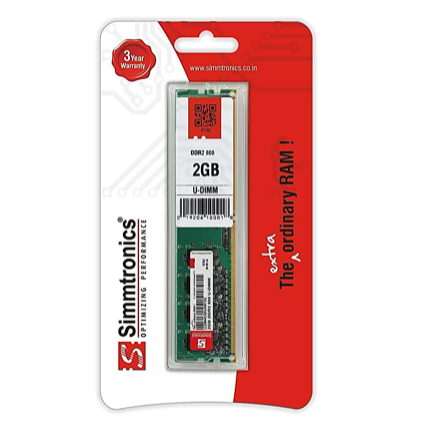 3 Year
Warranty
www.simmtronics.co.in
DDR2 800
2GB
U-DIMM
Simmtronics®
OPTIMIZING PERFORMANCE
The extra ordinary RAM !